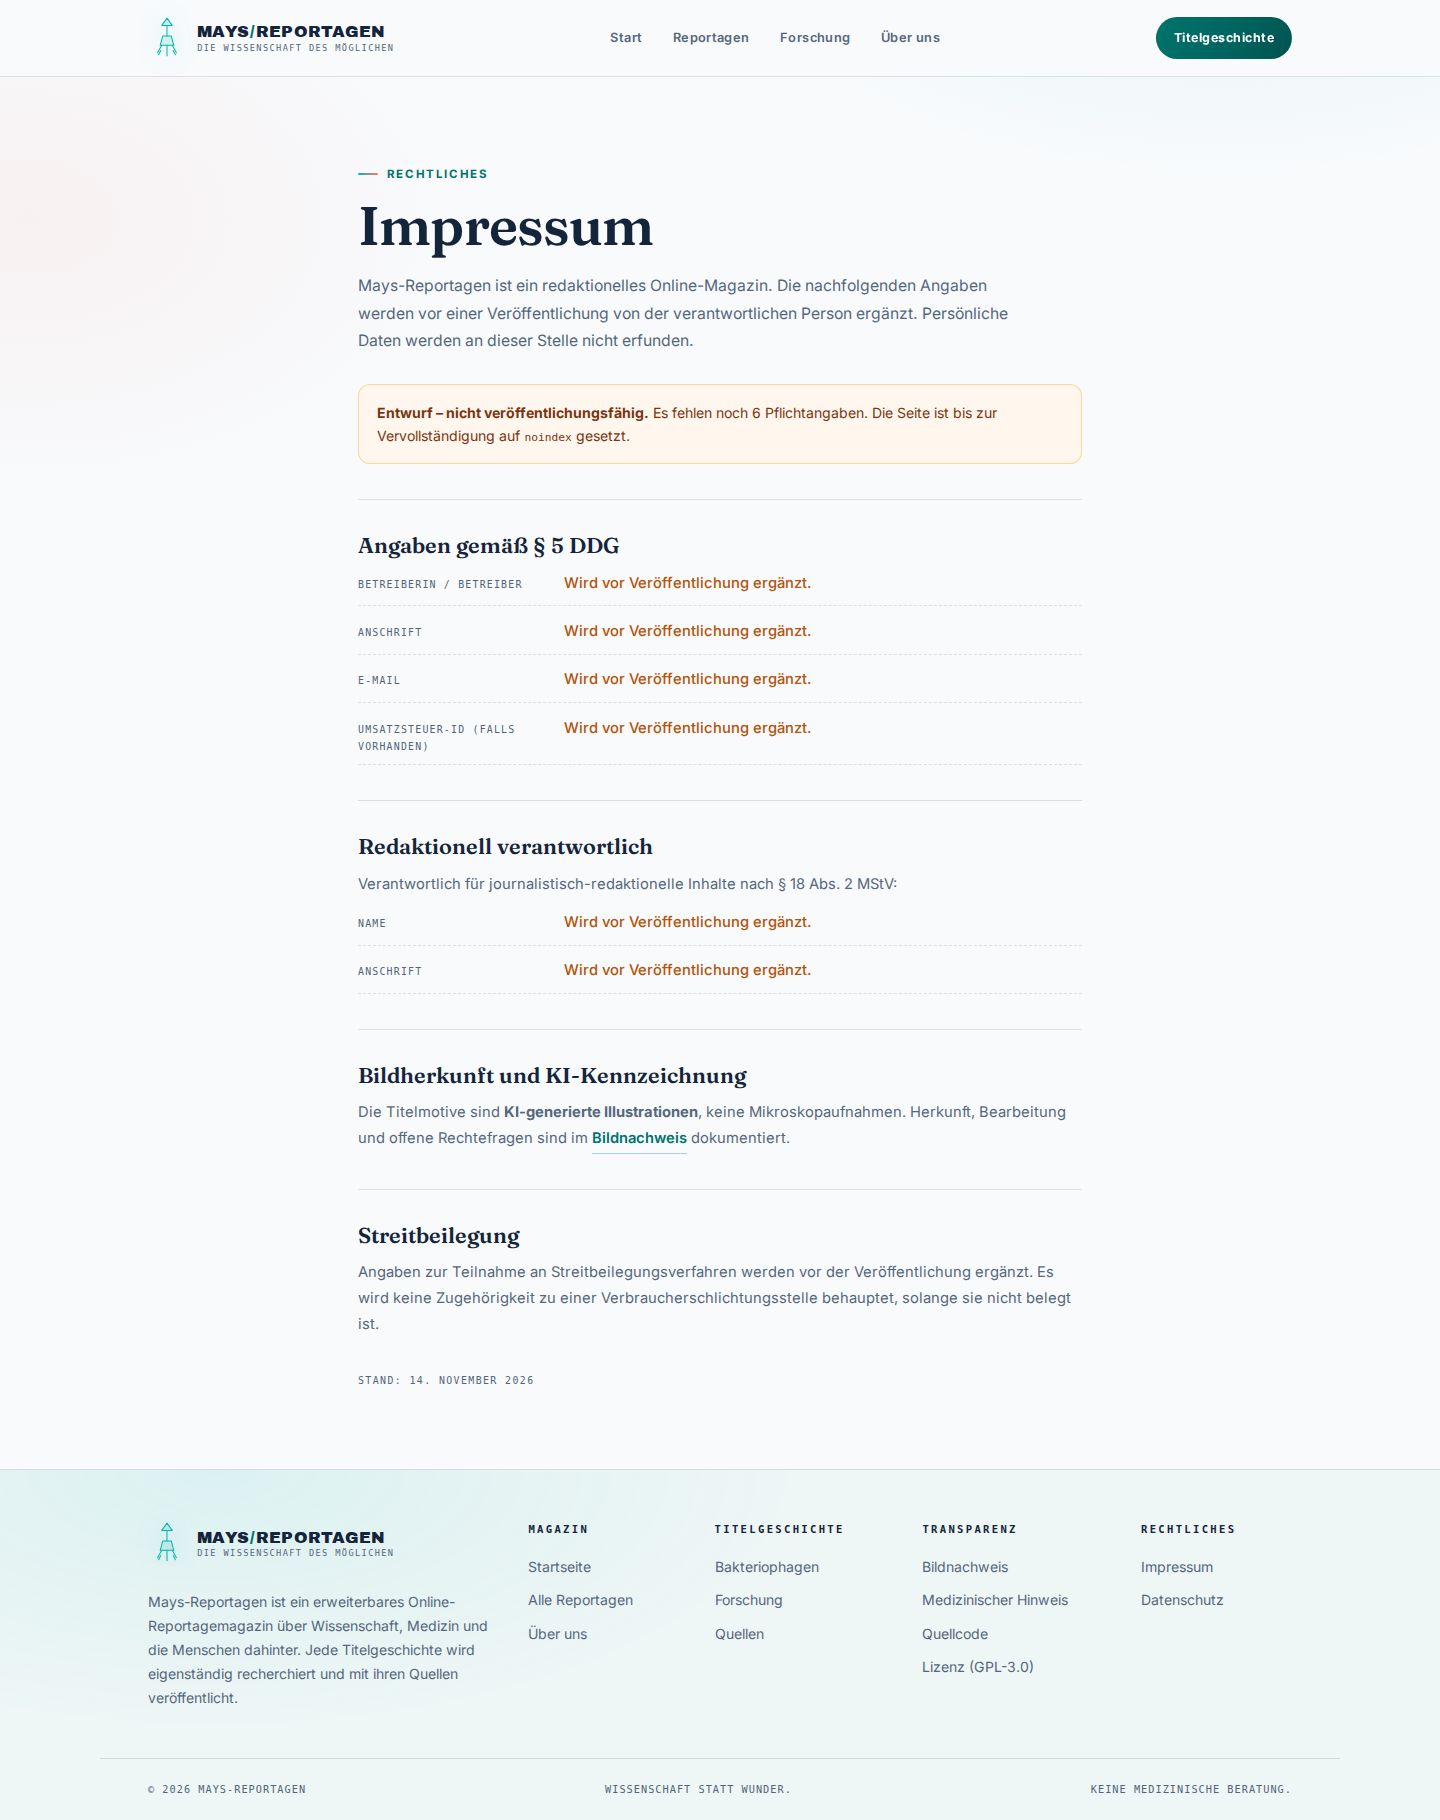 MAYS/REPORTAGEN
DIE WISSENSCHAFT DES MÖGLICHEN
Start
Reportagen
Forschung
Über uns
Titelgeschichte
RECHTLICHES
Impressum
Mays-Reportagen ist ein redaktionelles Online-Magazin. Die nachfolgenden Angaben
werden vor einer Veröffentlichung von der verantwortlichen Person ergänzt. Persönliche
Daten werden an dieser Stelle nicht erfunden.
Entwurf – nicht veröffentlichungsfähig. Es fehlen noch 6 Pflichtangaben. Die Seite ist bis zur
Vervollständigung auf noindex gesetzt.
Angaben gemäß § 5 DDG
BETREIBERIN / BETREIBER
Wird vor Veröffentlichung ergänzt.
ANSCHRIFT
Wird vor Veröffentlichung ergänzt.
E-MAIL
Wird vor Veröffentlichung ergänzt.
UMSATZSTEUER-ID (FALLS
VORHANDEN)
Wird vor Veröffentlichung ergänzt.
Redaktionell verantwortlich
Verantwortlich für journalistisch-redaktionelle Inhalte nach § 18 Abs. 2 MStV:
NAME
Wird vor Veröffentlichung ergänzt.
ANSCHRIFT
Wird vor Veröffentlichung ergänzt.
Bildherkunft und KI-Kennzeichnung
Die Titelmotive sind KI-generierte Illustrationen, keine Mikroskopaufnahmen. Herkunft, Bearbeitung
und offene Rechtefragen sind im Bildnachweis dokumentiert.
Streitbeilegung
Angaben zur Teilnahme an Streitbeilegungsverfahren werden vor der Veröffentlichung ergänzt. Es
wird keine Zugehörigkeit zu einer Verbraucherschlichtungsstelle behauptet, solange sie nicht belegt
ist.
STAND: 14. NOVEMBER 2026
MAYS/REPORTAGEN
DIE WISSENSCHAFT DES MÖGLICHEN
Mays-Reportagen ist ein erweiterbares Online-
Reportagemagazin über Wissenschaft, Medizin und
die Menschen dahinter. Jede Titelgeschichte wird
eigenständig recherchiert und mit ihren Quellen
veröffentlicht.
MAGAZIN
Startseite
Alle Reportagen
Über uns
TITELGESCHICHTE
Bakteriophagen
Forschung
Quellen
TRANSPARENZ
Bildnachweis
Medizinischer Hinweis
Quellcode
Lizenz (GPL-3.0)
RECHTLICHES
Impressum
Datenschutz
© 2026 MAYS-REPORTAGEN
WISSENSCHAFT STATT WUNDER.
KEINE MEDIZINISCHE BERATUNG.